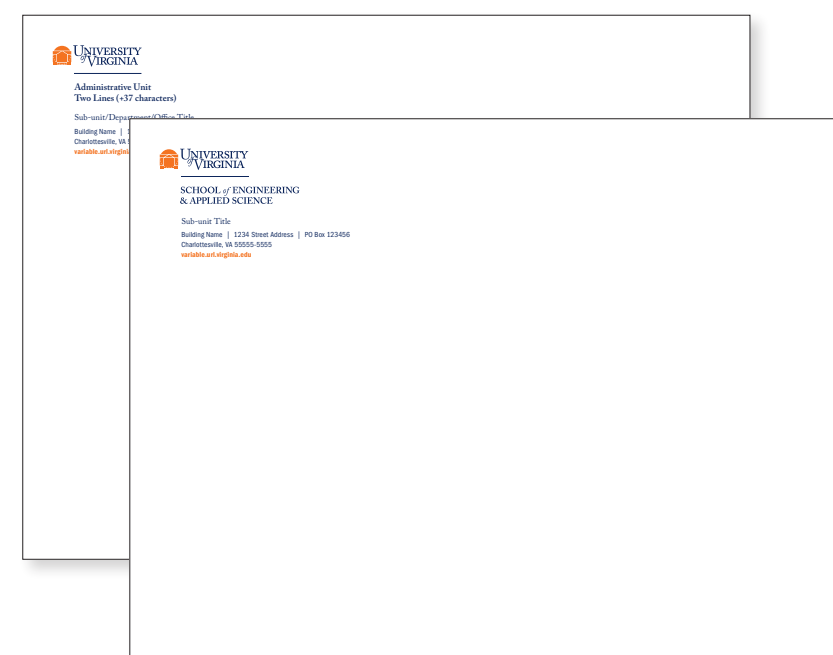 UNIVERSITY
of VIRGINIA
Administrative Unit
Two Lines (+37 characters)
Sub-unit/Department/Office Title
Building Name |
Charlottesville, VA
variable.url.virginia
UNIVERSITY
of VIRGINIA
SCHOOL of ENGINEERING
& APPLIED SCIENCE
Sub-unit Title
Building Name | 1234 Street Address | PO Box 123456
Charlottesville, VA 55555-5555
variable.url.virginia.edu